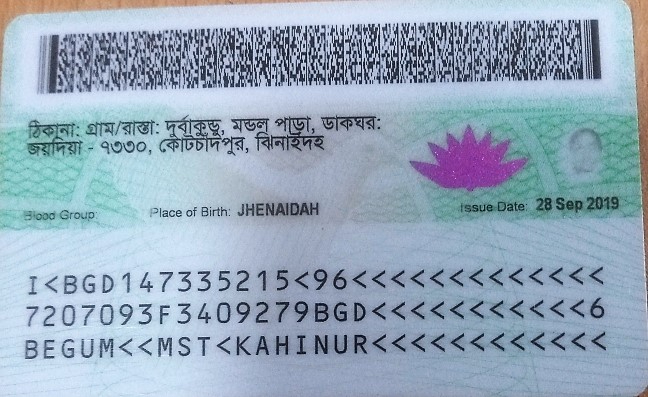 ঠিকানা: গ্রাম/রাস্তা: দুর্বাকুন্ডু, মন্ডল পাড়া, ডাকঘর:
জয়দিয়া - ৭৩৩০, কোটচাঁদপুর, ঝিনাইদহ
Blood Group: Place of Birth: JHENAIDAH Issue Date: 28 Sep 2019
I<BGD147335215<96<<<<<<<<<<<<<
7207093F3409279BGD<<<<<<<<<<<6
BEGUM<<MST<KAHINUR<<<<<<<<<<<<